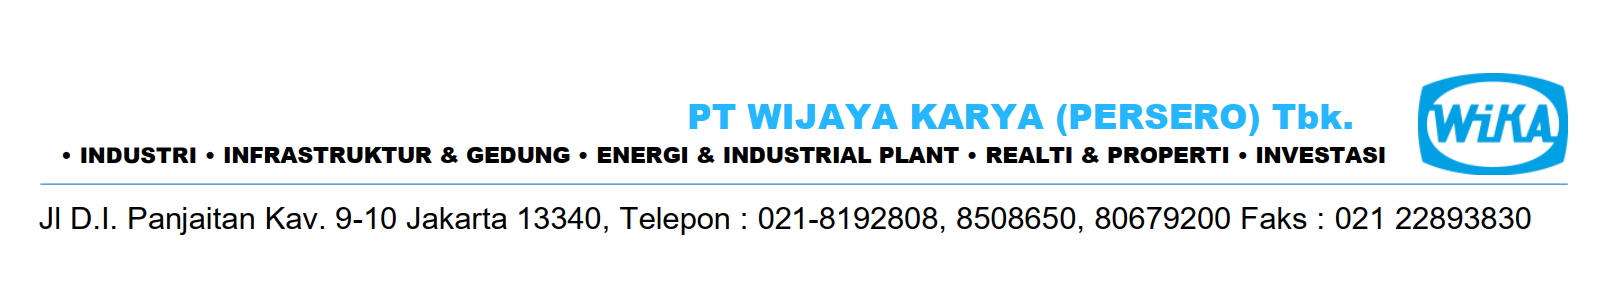 PT WIJAYA KARYA (PERSERO) Tbk.
• INDUSTRI • INFRASTRUKTUR & GEDUNG • ENERGI & INDUSTRIAL PLANT • REALTI & PROPERTI • INVESTASI
WiKA
Jl D.I. Panjaitan Kav. 9-10 Jakarta 13340, Telepon : 021-8192808, 8508650, 80679200 Faks : 021 22893830